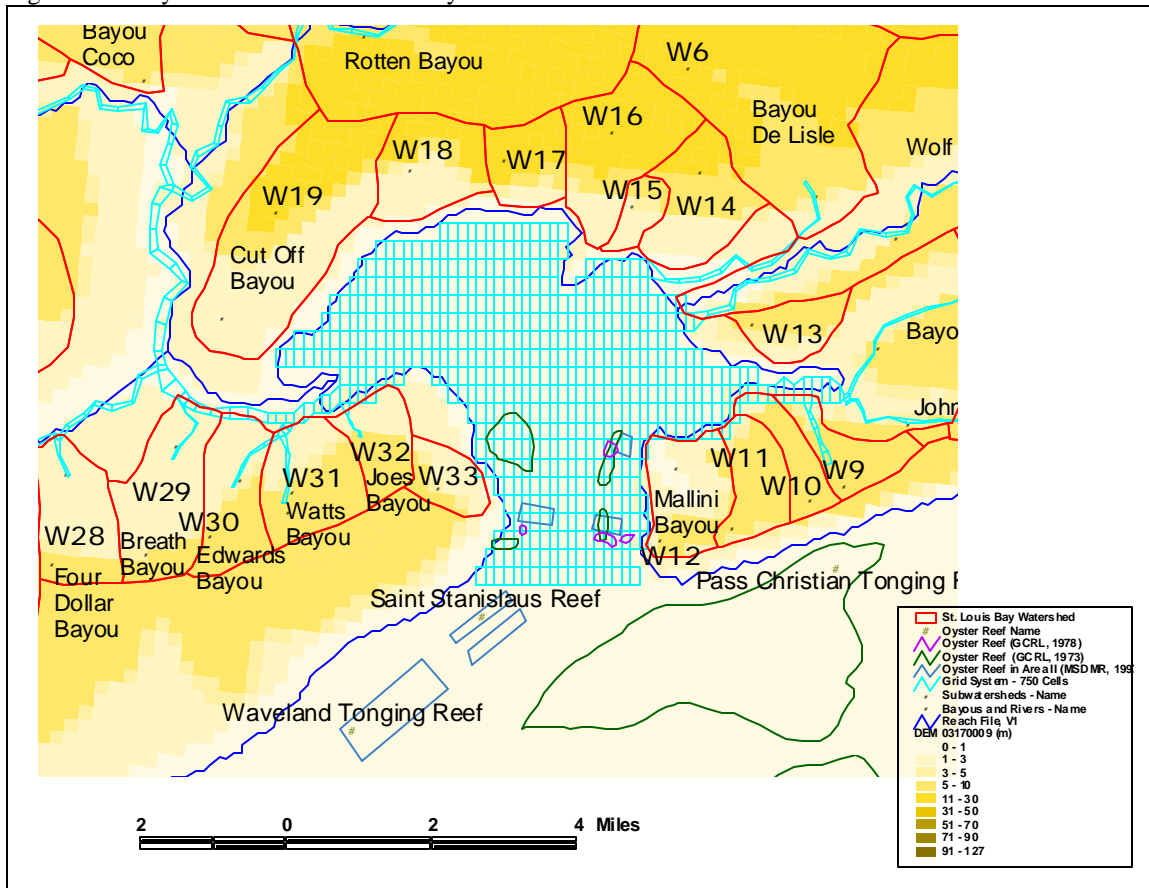 Bayou
Coco
Rotten Bayou
W6
Bayou
De Lisle
W16
W18
W17
Wolf
W19
W15
W14
Cut Off
Bayou
W13
Bayo
John
W32
W33
W11
W31
Joes
Bayou
W29
W10
W9
Mallini
Bayou
Watts
Bayou
W30
W28
Breath
Bayou
Edwards
Bayou
W12
Four
Dollar
Bayou
Pass Christian Tonging
Saint Stanislaus Reef
Waveland Tonging Reef
St. Louis Bay Watershed
# Oyster Reef Name
Oyster Reef (GCRL, 1978)
Oyster Reef (GCRL, 1973)
Oyster Reef in Area II (MSDMR, 199
Grid System - 750 Cells
Subwatersheds - Name
Bayous and Rivers - Name
Reach File, V1
DEM 03170009 (m)
0 - 1
1 - 3
3 - 5
5 - 10
11 - 30
31 - 50
51 - 70
71 - 90
91 - 127
2 0 2 4 Miles